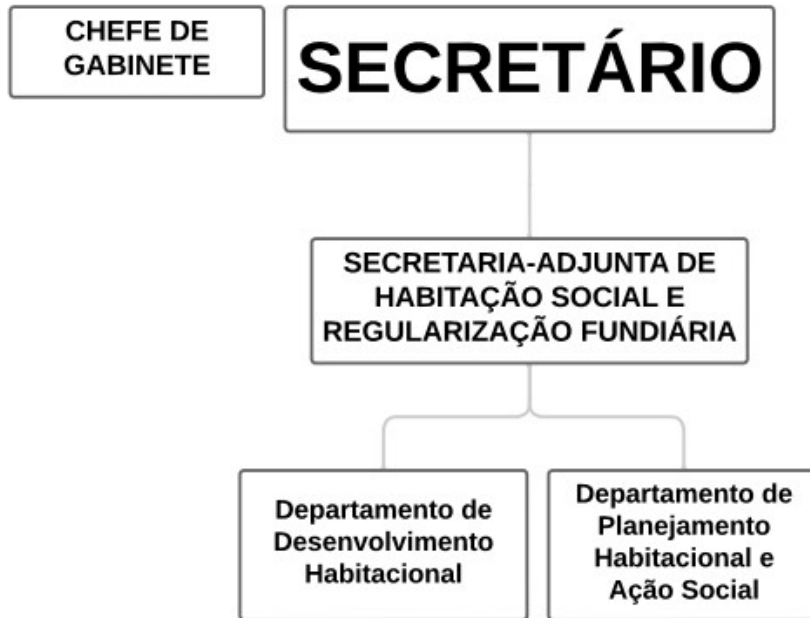 CHEFE DE
GABINETE
SECRETÁRIO
SECRETARIA-ADJUNTA DE
HABITAÇÃO SOCIAL E
REGULARIZAÇÃO FUNDIÁRIA
Departamento de
Desenvolvimento
Habitacional
Departamento de
Planejamento
Habitacional e
Ação Social